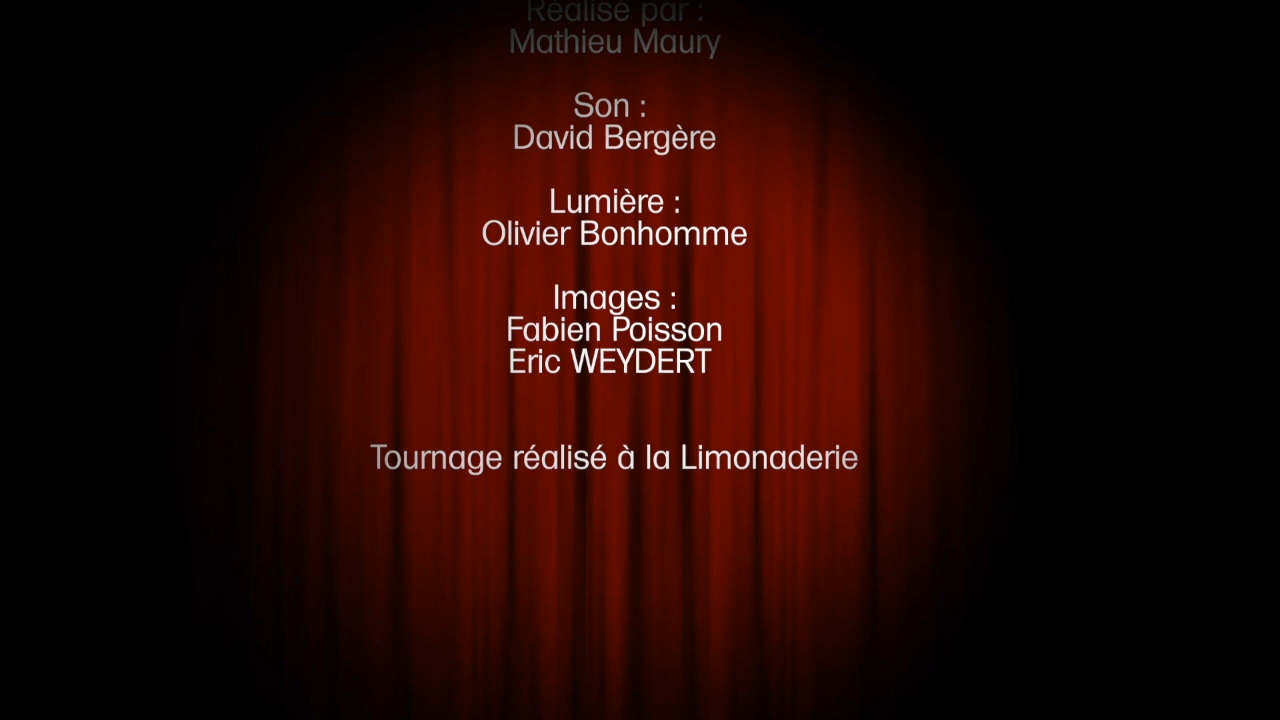 Réalisé par :
Mathieu Maury
Son :
David Bergère
Lumière :
Olivier Bonhomme
Images :
Fabien Poisson
Eric WEYDERT
Tournage réalisé à la Limonaderie